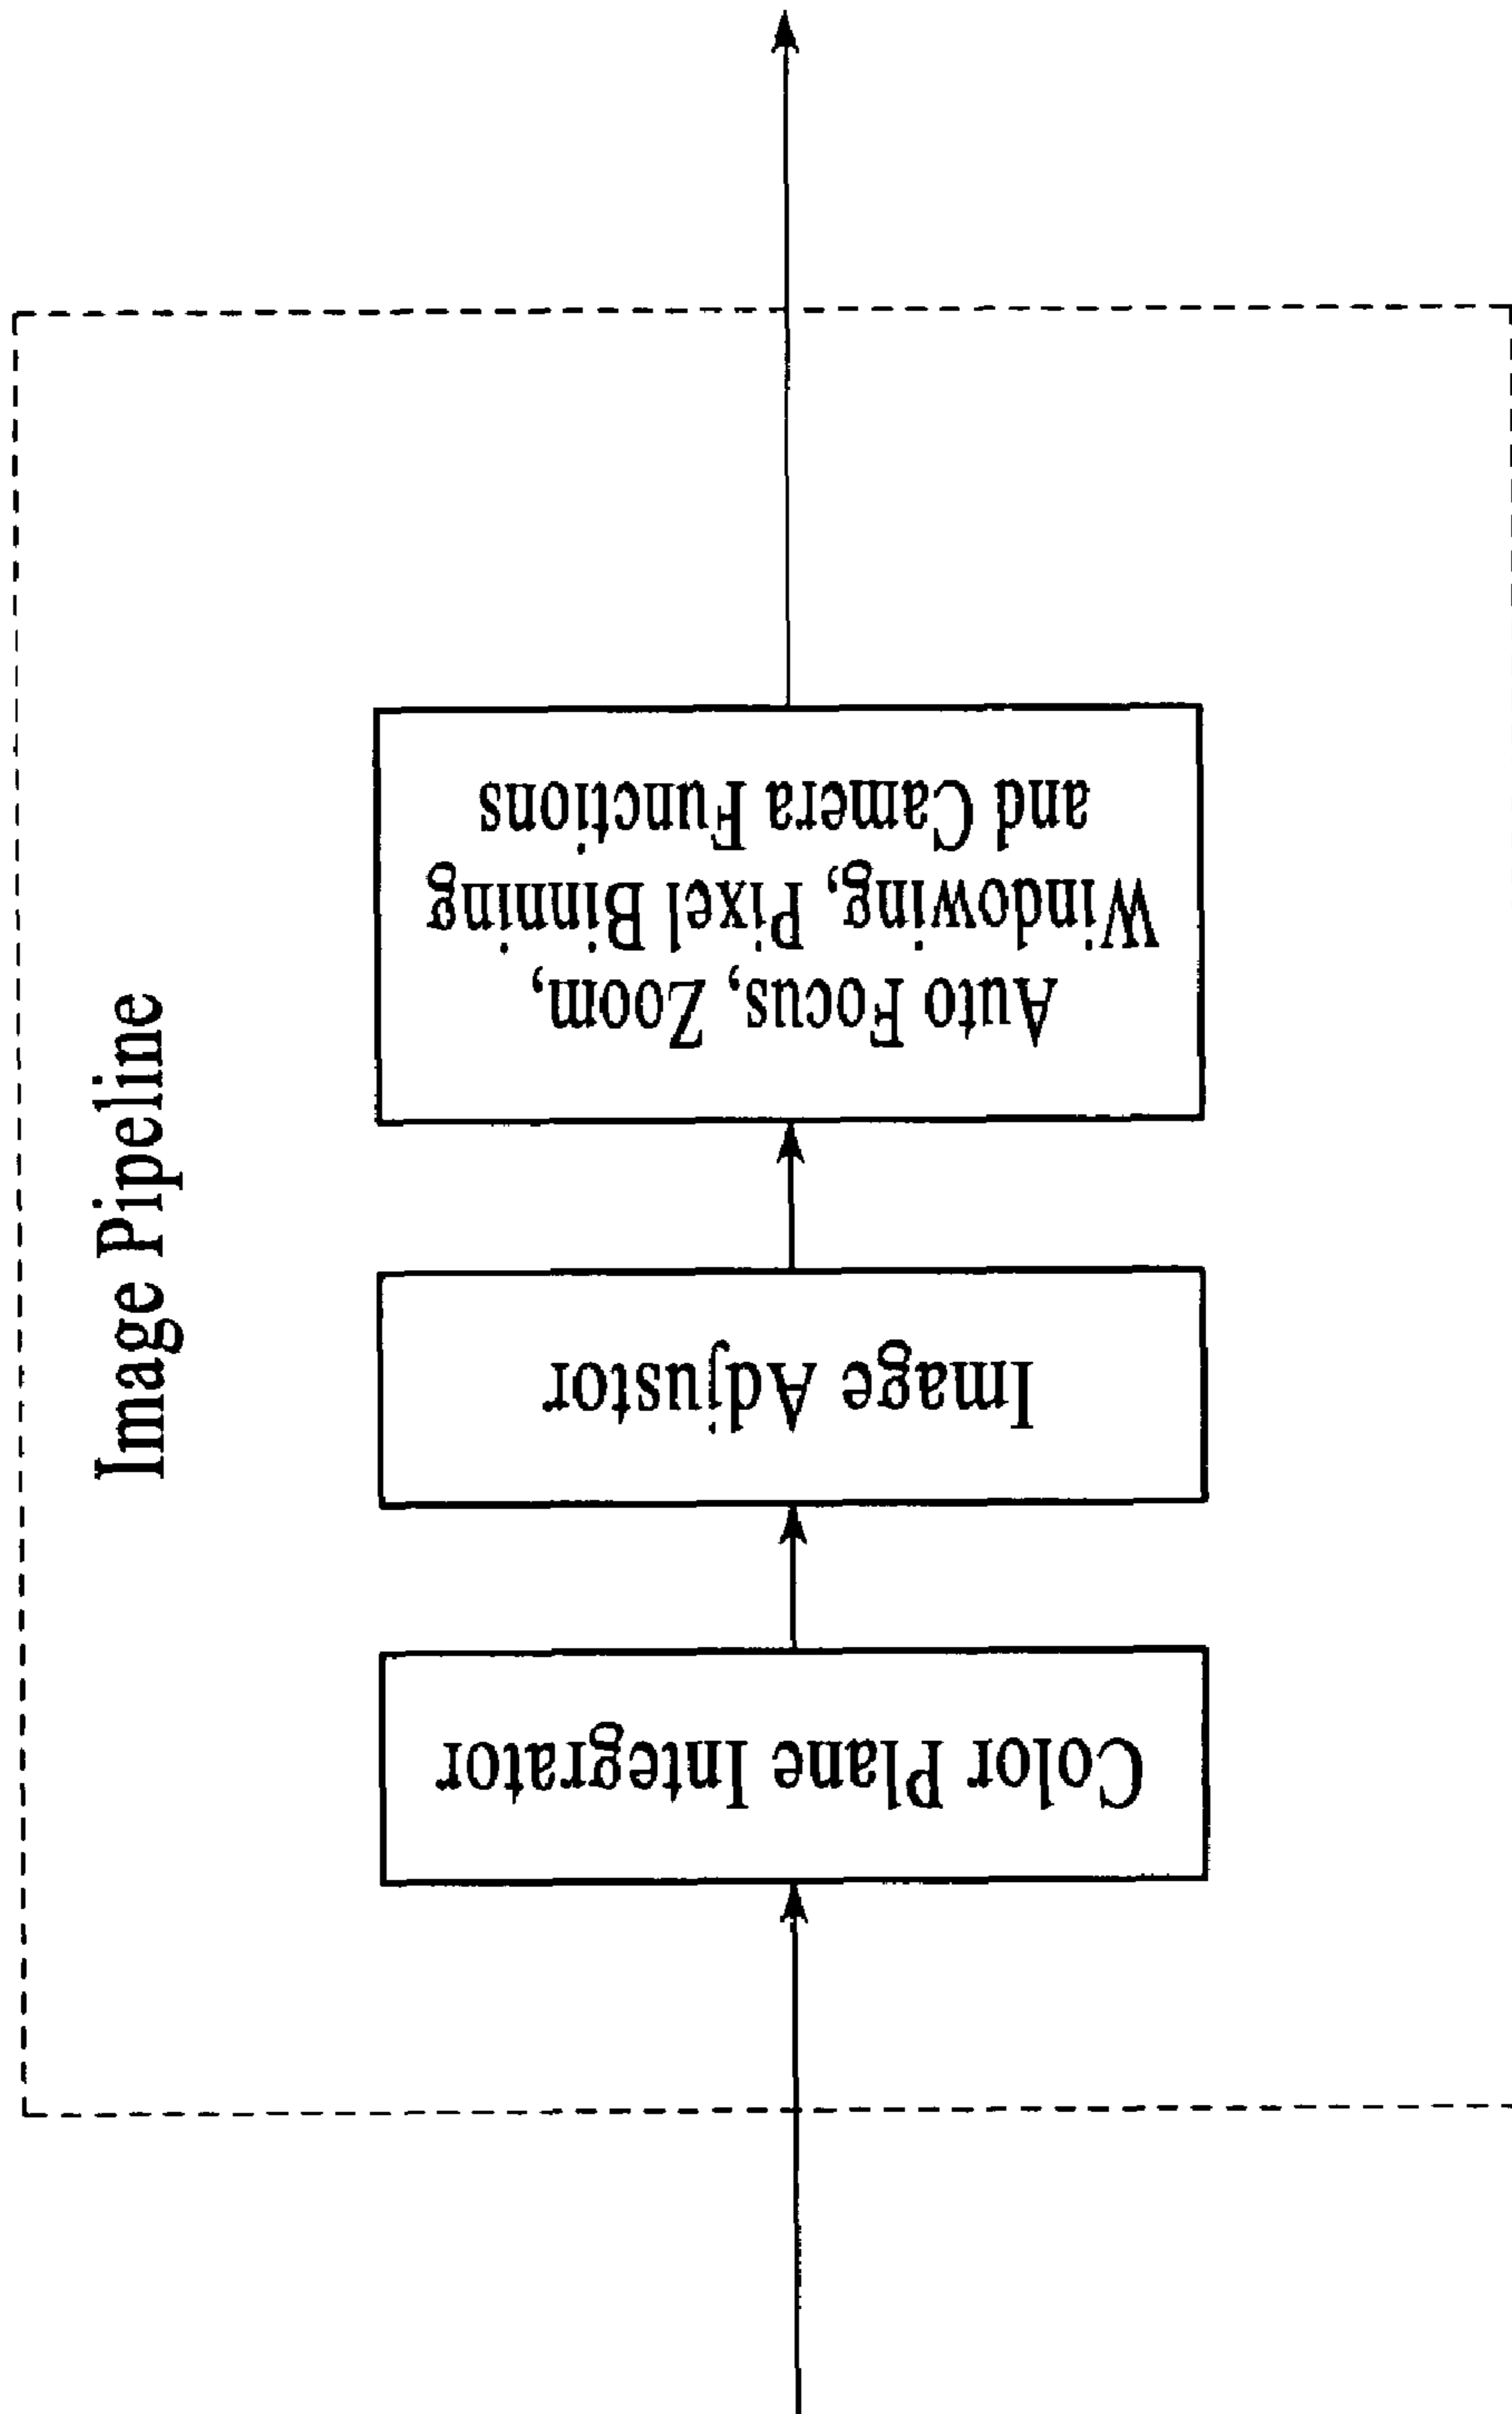 Image Pipeline
Color Plane Integrator
Image Adjustor
Auto Focus, Zoom,
Windowing, Pixel Binning
and Camera Functions